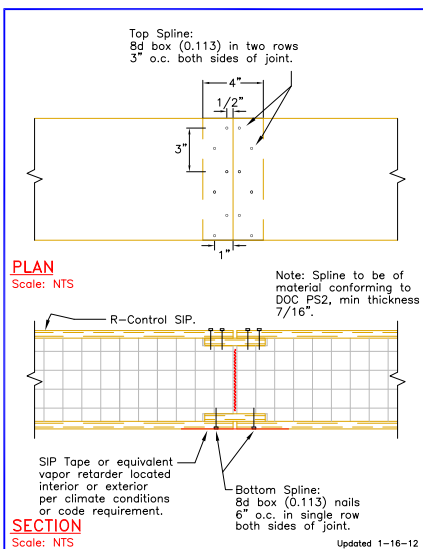 Top Spline:
8d box (0.113) in two rows
3" o.c. both sides of joint.
4"
1/2"
3"
1"
PLAN
Scale: NTS
Note: Spline to be of
material conforming to
DOC PS2, min thickness
7/16".
R-Control SIP.
SIP Tape or equivalent
vapor retarder located
interior or exterior
per climate conditions
or code requirement.
Bottom Spline:
8d box (0.113) nails
6" o.c. in single row
both sides of joint.
SECTION
Scale: NTS
Updated 1-16-12